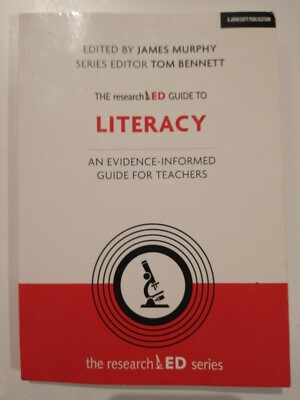 A JOHN CATT PUBLICATION
EDITED BY JAMES MURPHY
SERIES EDITOR TOM BENNETT
THE researchED GUIDE TO
LITERACY
AN EVIDENCE-INFORMED
GUIDE FOR TEACHERS
the researchED series